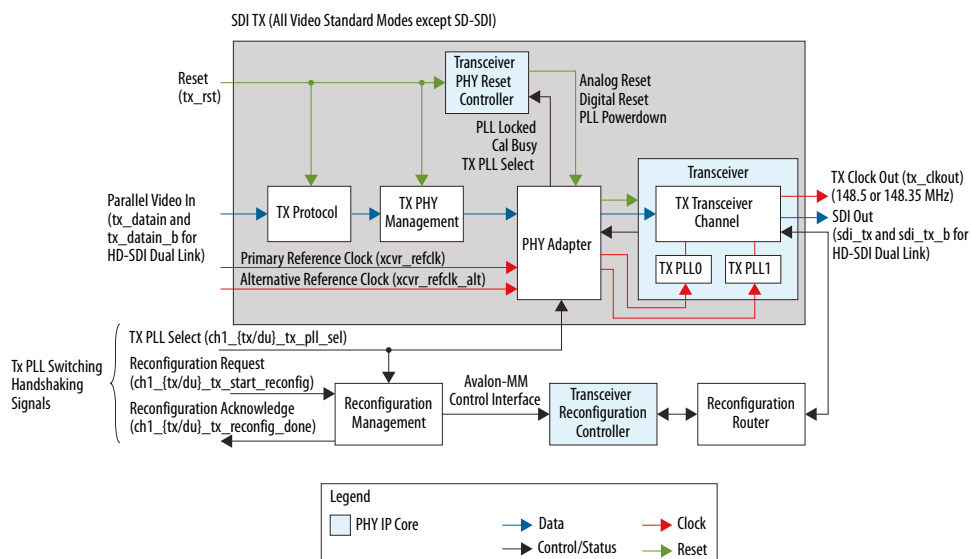 SDI TX (All Video Standard Modes except SD-SDI)
Reset
(tx_rst)
Transceiver
PHY Reset
Controller
Analog Reset
Digital Reset
PLL Powerdown
PLL Locked
Cal Busy
TX PLL Select
Parallel Video In
(tx_datain and
tx_datain_b for
HD-SDI Dual Link)
TX Protocol
TX PHY
Management
PHY Adapter
Transceiver
TX Transceiver
Channel
TX PLL0
TX PLL1
TX Clock Out (tx_clkout)
(148.5 or 148.35 MHz)
SDI Out
(sdi_tx and sdi_tx_b for
HD-SDI Dual Link)
Primary Reference Clock (xcvr_refclk)
Alternative Reference Clock (xcvr_refclk_alt)
Tx PLL Switching
Handshaking
Signals
TX PLL Select (ch1_{tx/du}_tx_pll_sel)
Reconfiguration Request
(ch1_{tx/du}_tx_start_reconfig)
Reconfiguration Acknowledge
(ch1_{tx/du}_tx_reconfig_done)
Reconfiguration
Management
Avalon-MM
Control Interface
Transceiver
Reconfiguration
Controller
Reconfiguration
Router
Legend
PHY IP Core
Data
Control/Status
Clock
Reset